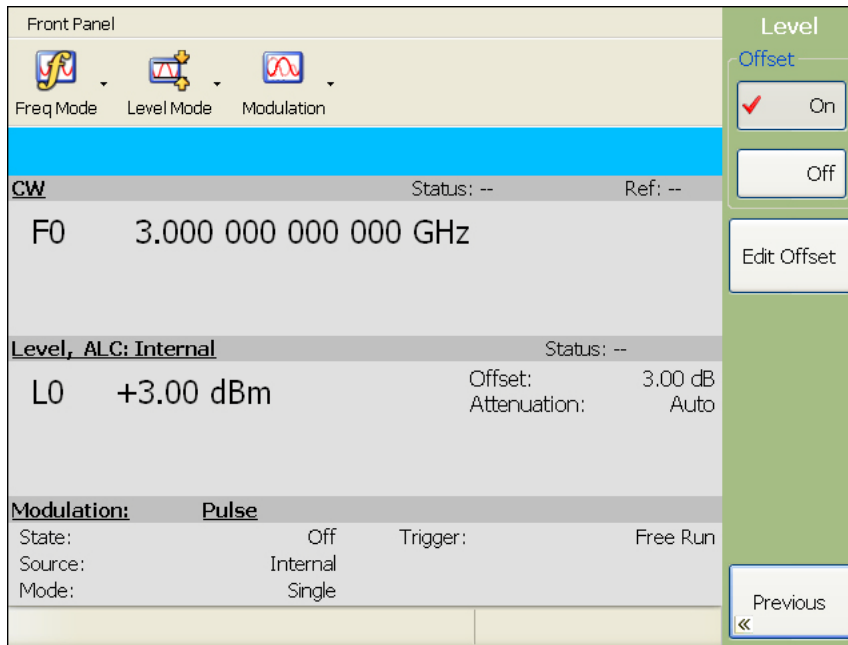 Front Panel
Freq Mode Level Mode Modulation
CW Status: -- Ref: --
F0 3.000 000 000 000 GHz
Level, ALC: Internal Status: --
L0 +3.00 dBm
Offset: 3.00 dB
Attenuation: Auto
Modulation: Pulse
State: Off Trigger: Free Run
Source: Internal
Mode: Single
Level
Offset
On
Off
Edit Offset
Previous